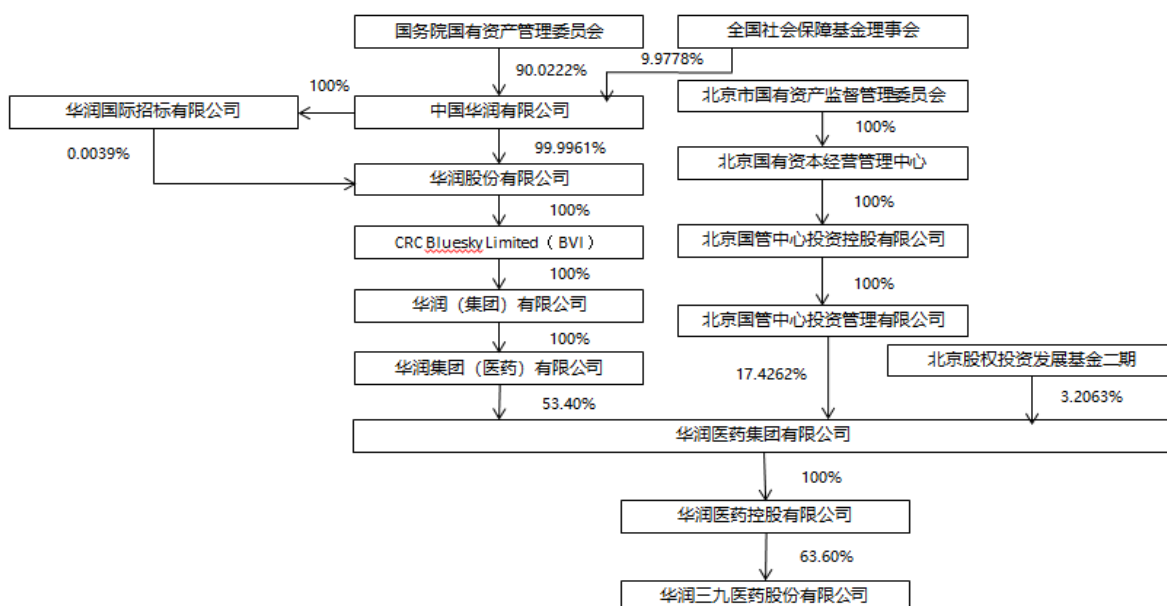 国务院国有资产管理委员会
全国社会保障基金理事会
90.0222%
9.9778%
100%
华润国际招标有限公司
中国华润有限公司
北京市国有资产监督管理委员会
0.0039%
99.9961%
100%
华润股份有限公司
北京国有资本经营管理中心
100%
100%
CRC Bluesky Limited（BVI）
北京国管中心投资控股有限公司
100%
100%
华润（集团）有限公司
北京国管中心投资管理有限公司
100%
华润集团（医药）有限公司
北京股权投资发展基金二期
53.40%
17.4262%
3.2063%
华润医药集团有限公司
100%
华润医药控股有限公司
63.60%
华润三九医药股份有限公司